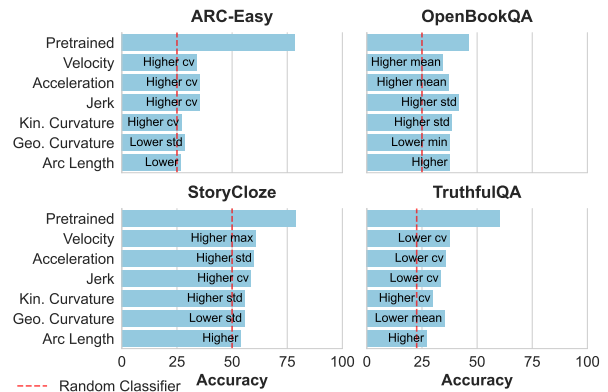 ARC-Easy
OpenBookQA
Pretrained
Velocity
Higher cv
Higher mean
Acceleration
Higher cv
Higher mean
Jerk
Higher cv
Higher std
Kin. Curvature
Higher cv
Higher std
Geo. Curvature
Lower std
Lower min
Arc Length
Lower
Higher
StoryCloze
TruthfulQA
Pretrained
Velocity
Higher max
Lower cv
Acceleration
Higher std
Lower cv
Jerk
Higher cv
Lower cv
Kin. Curvature
Higher std
Higher cv
Geo. Curvature
Lower std
Lower mean
Arc Length
Higher
Higher
0 25 50 75 100
0 25 50 75 100
Accuracy
Random Classifier